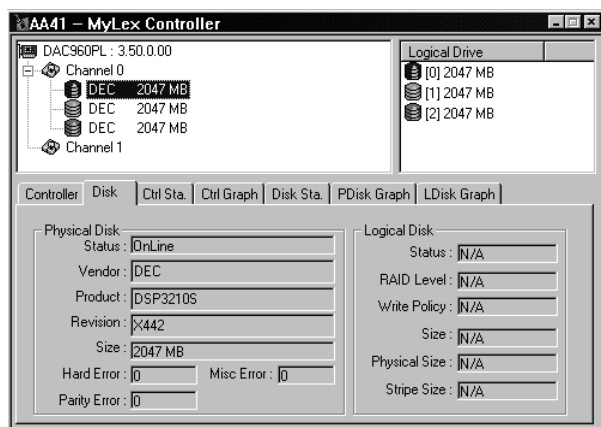 AA41 – MyLex Controller
DAC960PL : 3.50.0.00
Channel 0
DEC 2047 MB
DEC 2047 MB
DEC 2047 MB
Channel 1
Logical Drive
[0] 2047 MB
[1] 2047 MB
[2] 2047 MB
Controller Disk Ctrl Sta. Ctrl Graph Disk Sta. PDisk Graph LDisk Graph
Physical Disk
Status : OnLine
Vendor : DEC
Product : DSP3210S
Revision : X442
Size : 2047 MB
Hard Error : 0 Misc Error : 0
Parity Error : 0
Logical Disk
Status : N/A
RAID Level : N/A
Write Policy : N/A
Size : N/A
Physical Size : N/A
Stripe Size : N/A